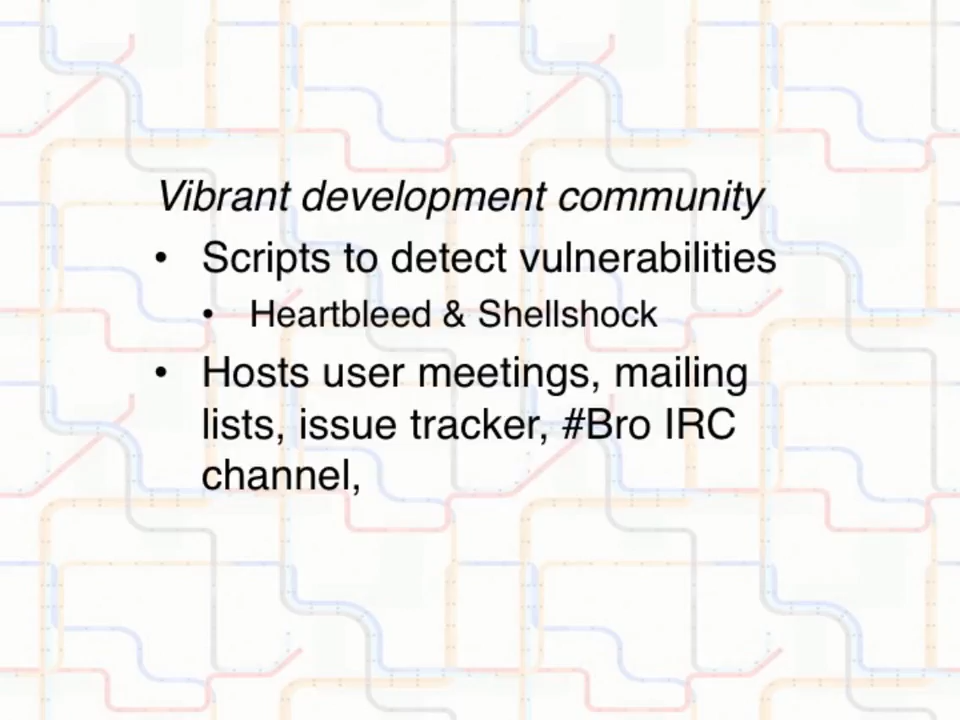 Vibrant development community
• Scripts to detect vulnerabilities
• Heartbleed & Shellshock
• Hosts user meetings, mailing
lists, issue tracker, #Bro IRC
channel,